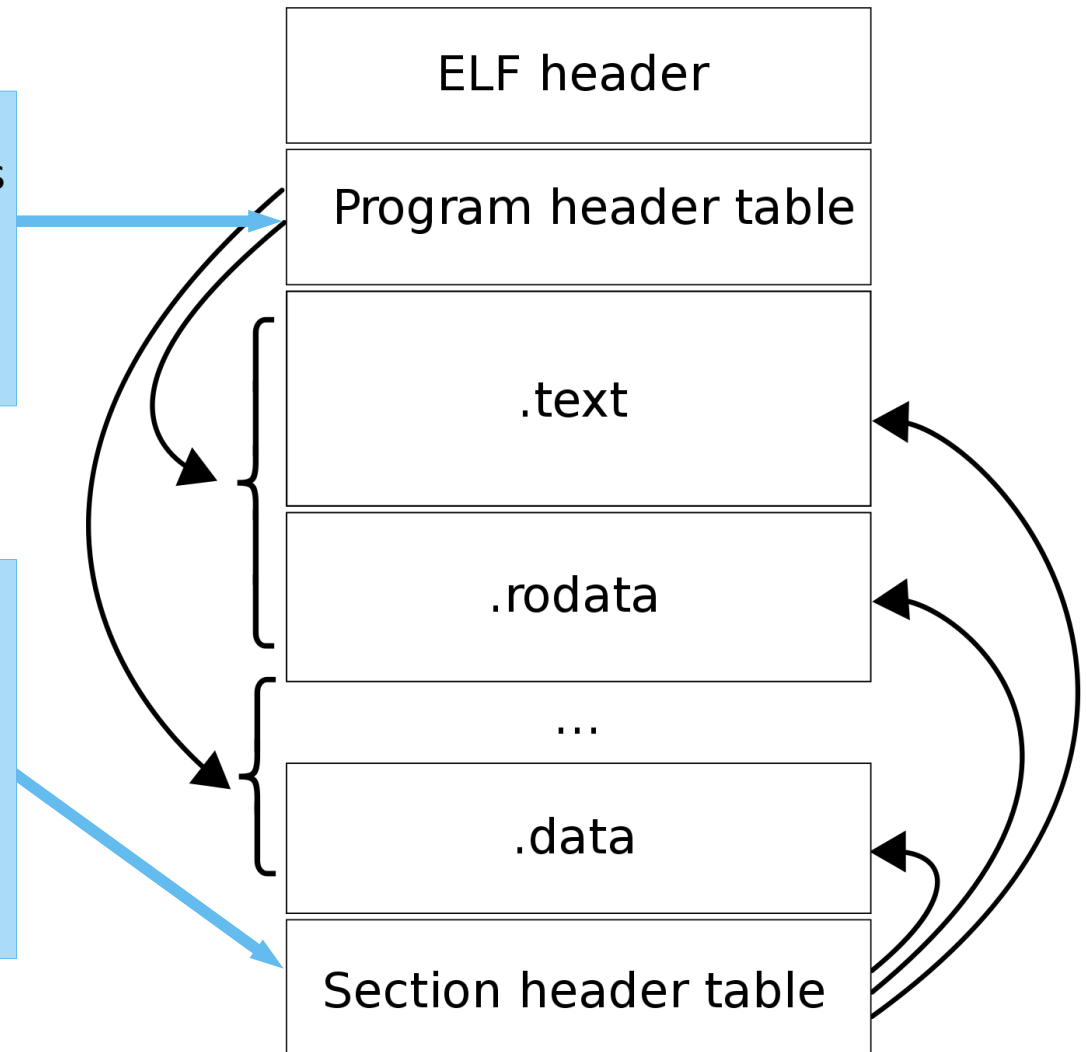 ELF header
Program header table
.text
.rodata
...
.data
Section header table